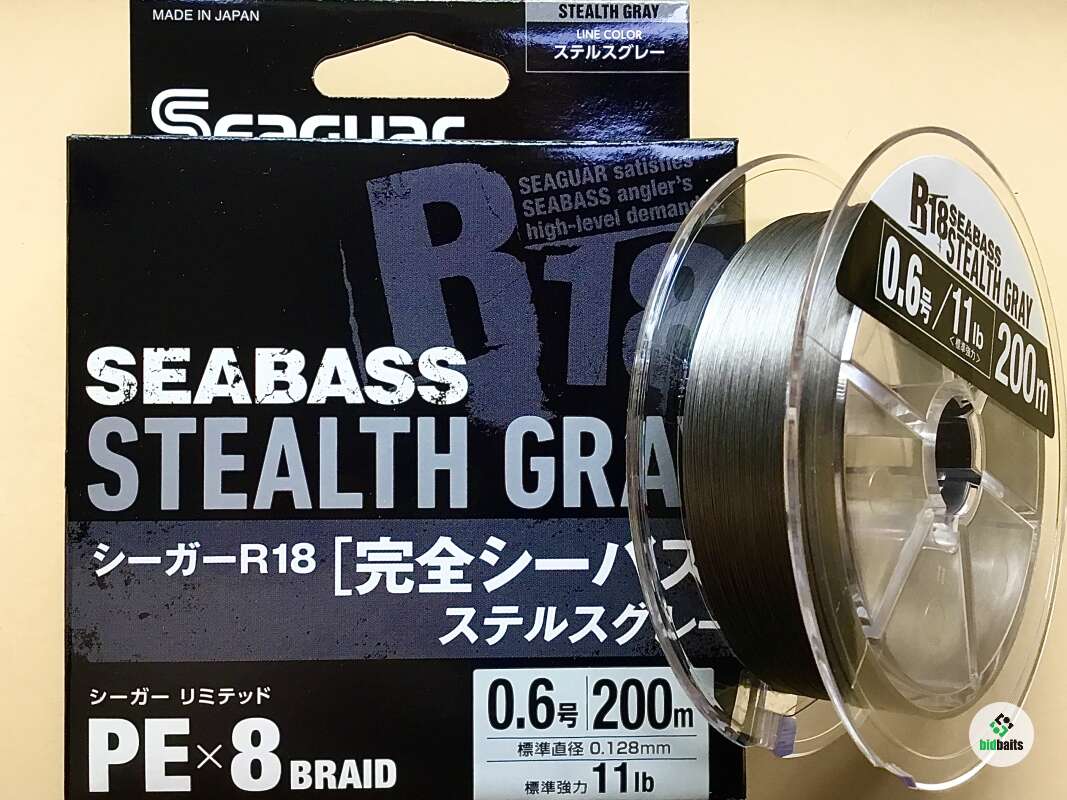 MADE IN JAPAN
STEALTH GRAY
LINE COLOR
ステルスグレー
Seaguar
R18
SEAGUAR satisfies
SEABASS angler's
high-level demand
SEABASS
STEALTH GRA
シーガーR18 [完全シーバス
ステルスグレー
シーガー リミテッド
PE×8 BRAID
0.6号 200m
標準直径 0.128mm
標準強力 11lb
R18 SEABASS
STEALTH GRAY
0.6号/11lb 200m
<標準強力>
bidbaits